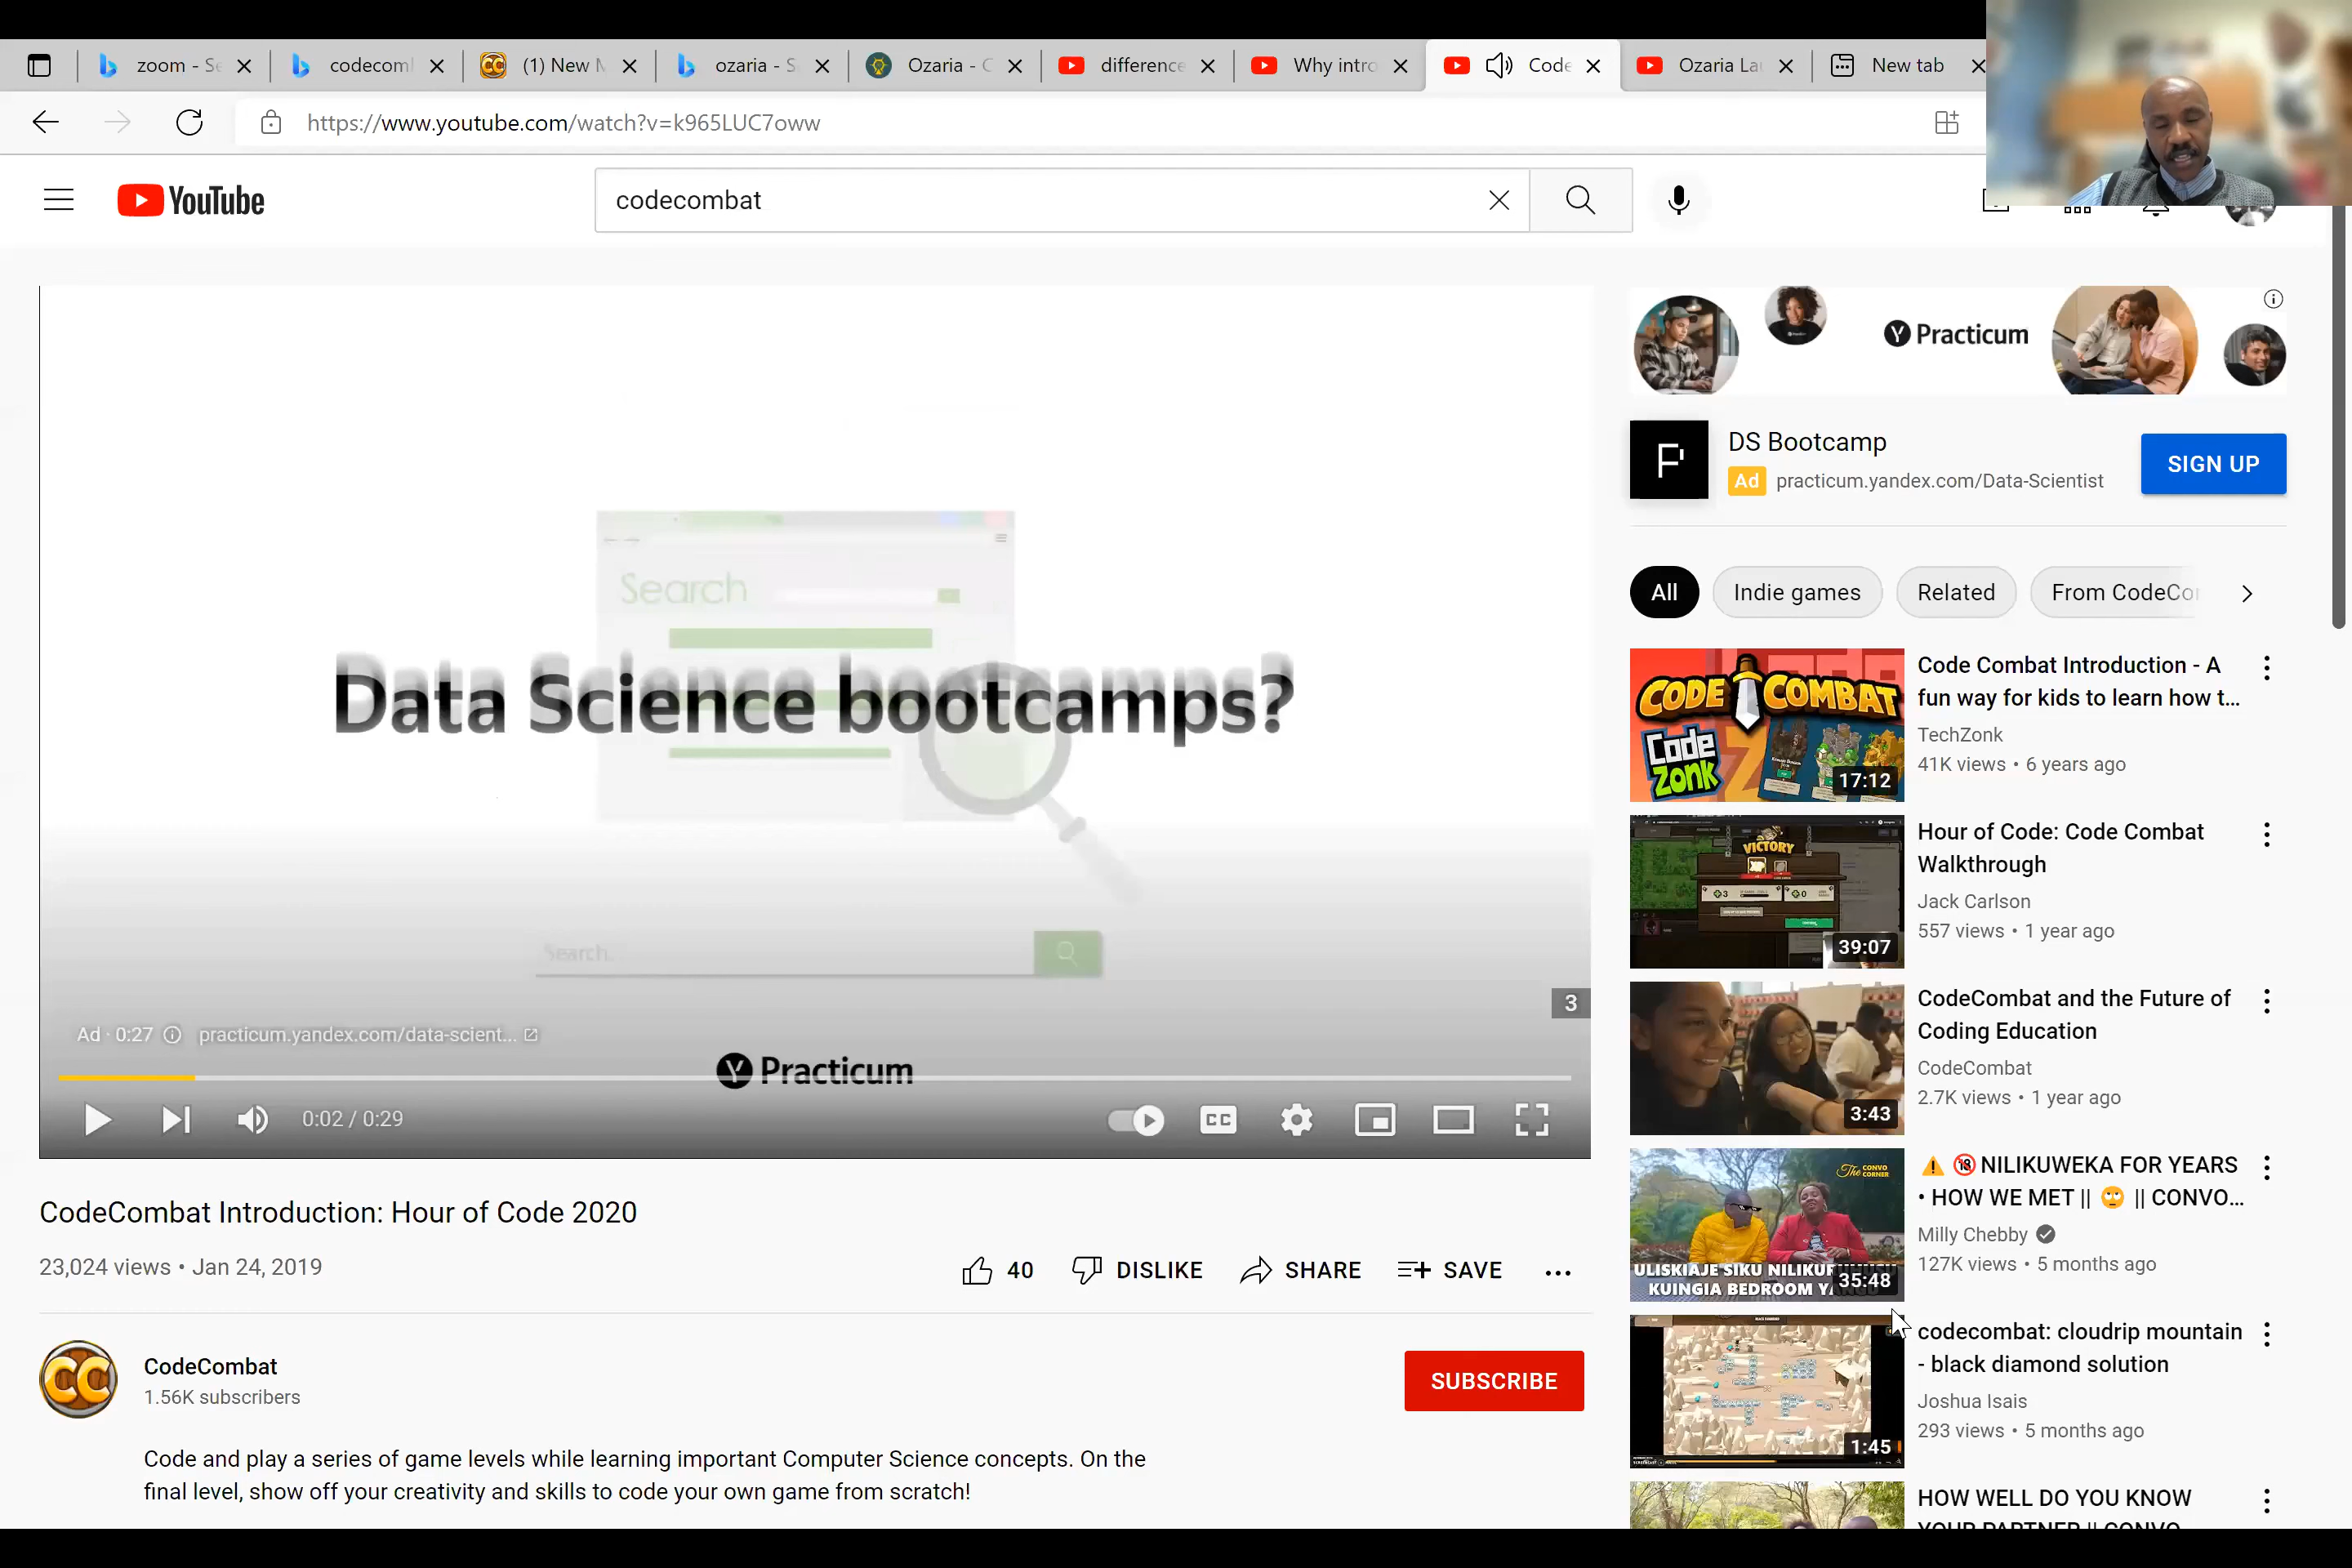 zoom - Se
codecom
(1) New M
ozaria - S
Ozaria - C
difference
Why intro
Code
Ozaria La
New tab
https://www.youtube.com/watch?v=k965LUC7oww
YouTube
codecombat
Search
Data Science bootcamps?
Search
3
Ad · 0:27
practicum.yandex.com/data-scient...
Practicum
0:02 / 0:29
CC
CodeCombat Introduction: Hour of Code 2020
23,024 views • Jan 24, 2019
40
DISLIKE
SHARE
SAVE
CC
CodeCombat
1.56K subscribers
SUBSCRIBE
Code and play a series of game levels while learning important Computer Science concepts. On the
final level, show off your creativity and skills to code your own game from scratch!
Practicum
DS Bootcamp
Ad practicum.yandex.com/Data-Scientist
SIGN UP
All
Indie games
Related
From CodeCo
CODE COMBAT
Code
ZONK
17:12
Code Combat Introduction - A
fun way for kids to learn how t...
TechZonk
41K views • 6 years ago
VICTORY
39:07
Hour of Code: Code Combat
Walkthrough
Jack Carlson
557 views • 1 year ago
3:43
CodeCombat and the Future of
Coding Education
CodeCombat
2.7K views • 1 year ago
The CONVO
CORNER
ULISKIAJE SIKU
KUINGIA BEDROOM
35:48
⚠️ 🔞NILIKUWEKA FOR YEARS
• HOW WE MET || 🙄 || CONVO...
Milly Chebby
127K views • 5 months ago
1:45
codecombat: cloudrip mountain
- black diamond solution
Joshua Isais
293 views • 5 months ago
HOW WELL DO YOU KNOW
YOUR PARTNER || CONVO